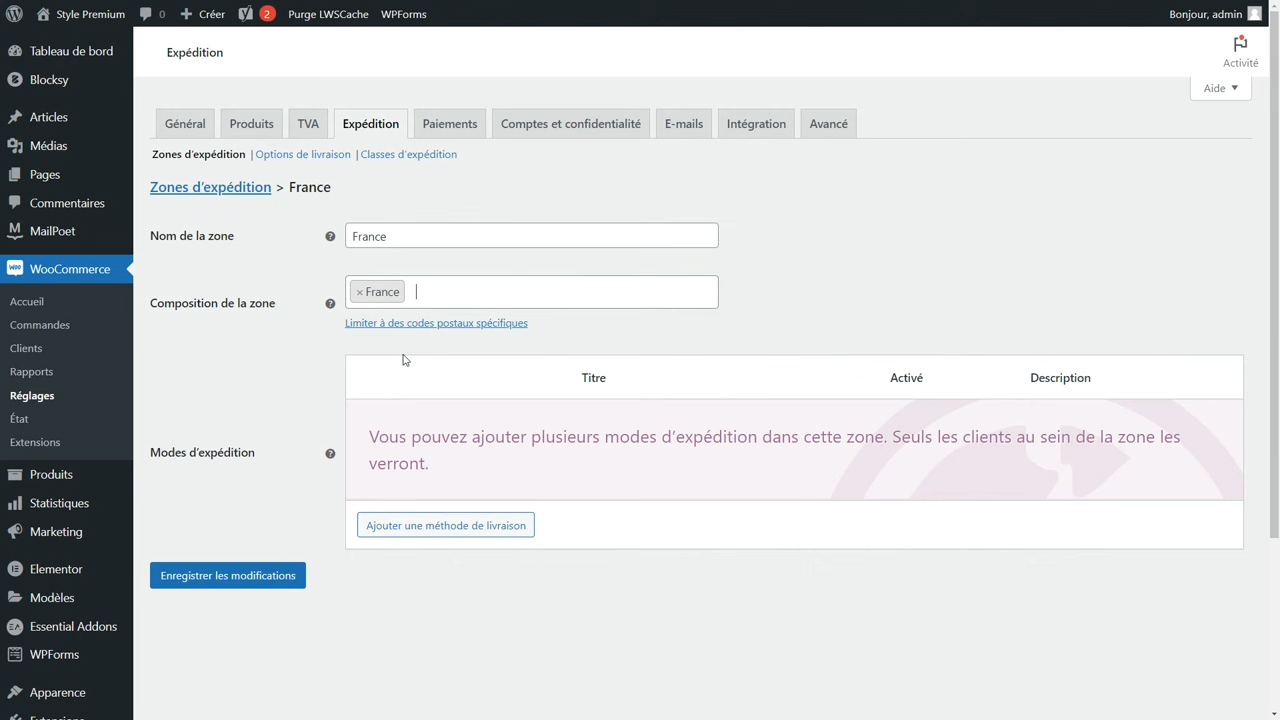 Style Premium
0
Créer
2
Purge LWSCache
WPForms
Bonjour, admin
Tableau de bord
Blocksy
Articles
Médias
Pages
Commentaires
MailPoet
WooCommerce
Accueil
Commandes
Clients
Rapports
Réglages
État
Extensions
Produits
Statistiques
Marketing
Elementor
Modèles
Essential Addons
WPForms
Apparence
Extensions
Expédition
Activité
Aide
Général
Produits
TVA
Expédition
Paiements
Comptes et confidentialité
E-mails
Intégration
Avancé
Zones d'expédition | Options de livraison | Classes d'expédition
Zones d'expédition > France
Nom de la zone
?
France
Composition de la zone
?
× France
Limiter à des codes postaux spécifiques
Modes d'expédition
?
Titre
Activé
Description
Vous pouvez ajouter plusieurs modes d'expédition dans cette zone. Seuls les clients au sein de la zone les
verront.
Ajouter une méthode de livraison
Enregistrer les modifications